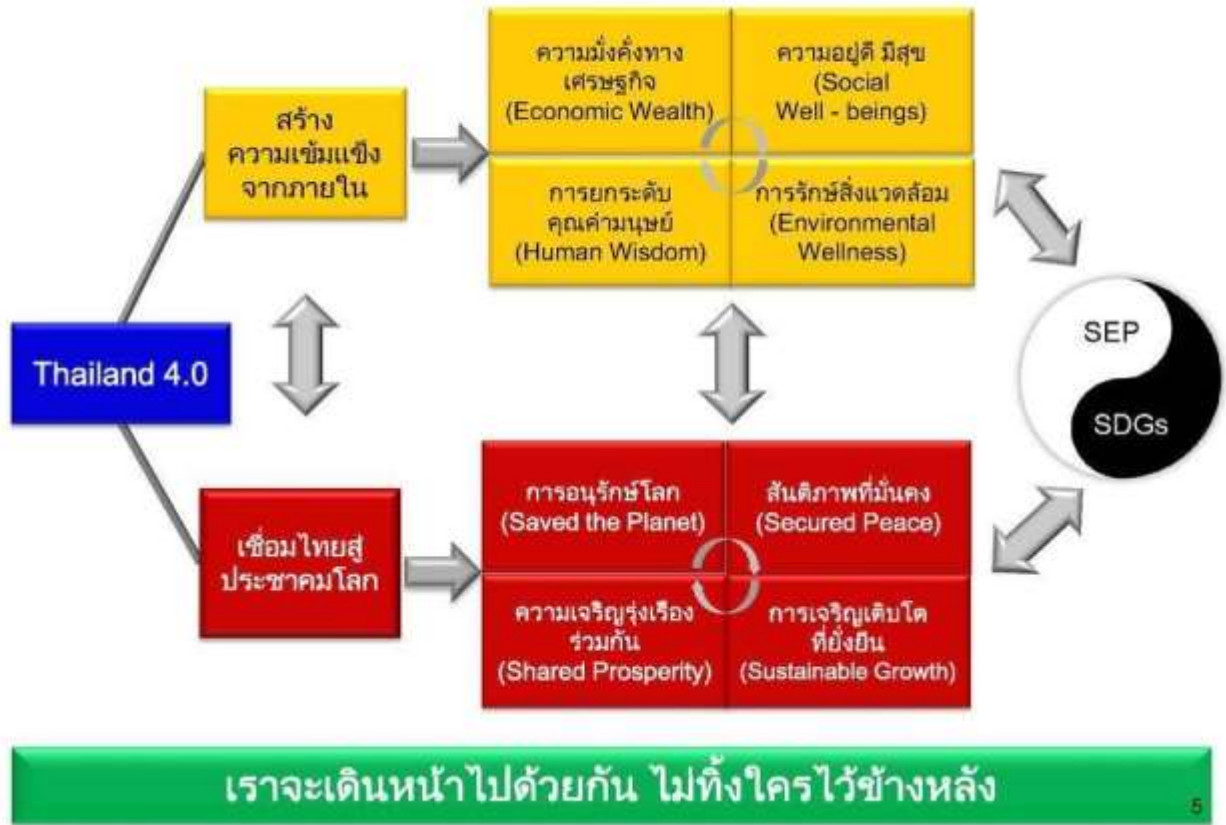 ความมั่งคั่งทาง
เศรษฐกิจ
(Economic Wealth)
ความอยู่ดี มีสุข
(Social
Well - beings)
สร้าง
ความเข้มแข็ง
จากภายใน
การยกระดับ
คุณค่ามนุษย์
(Human Wisdom)
การรักษ์สิ่งแวดล้อม
(Environmental
Wellness)
Thailand 4.0
SEP
SDGs
การอนุรักษ์โลก
(Saved the Planet)
สันติภาพที่มั่นคง
(Secured Peace)
เชื่อมไทยสู่
ประชาคมโลก
ความเจริญรุ่งเรือง
ร่วมกัน
(Shared Prosperity)
การเจริญเติบโต
ที่ยั่งยืน
(Sustainable Growth)
เราจะเดินหน้าไปด้วยกัน ไม่ทิ้งใครไว้ข้างหลัง
5